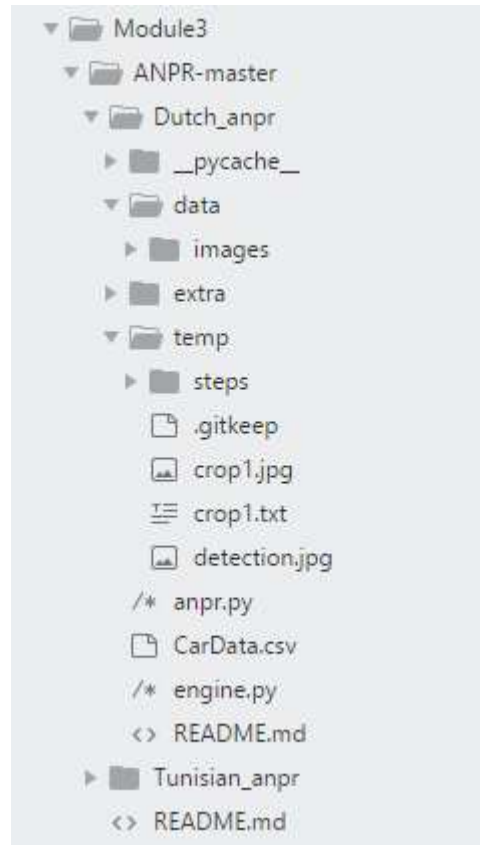 Module3
ANPR-master
Dutch_anpr
__pycache__
data
images
extra
temp
steps
.gitkeep
crop1.jpg
crop1.txt
detection.jpg
/* anpr.py
CarData.csv
/* engine.py
<> README.md
Tunisian_anpr
<> README.md